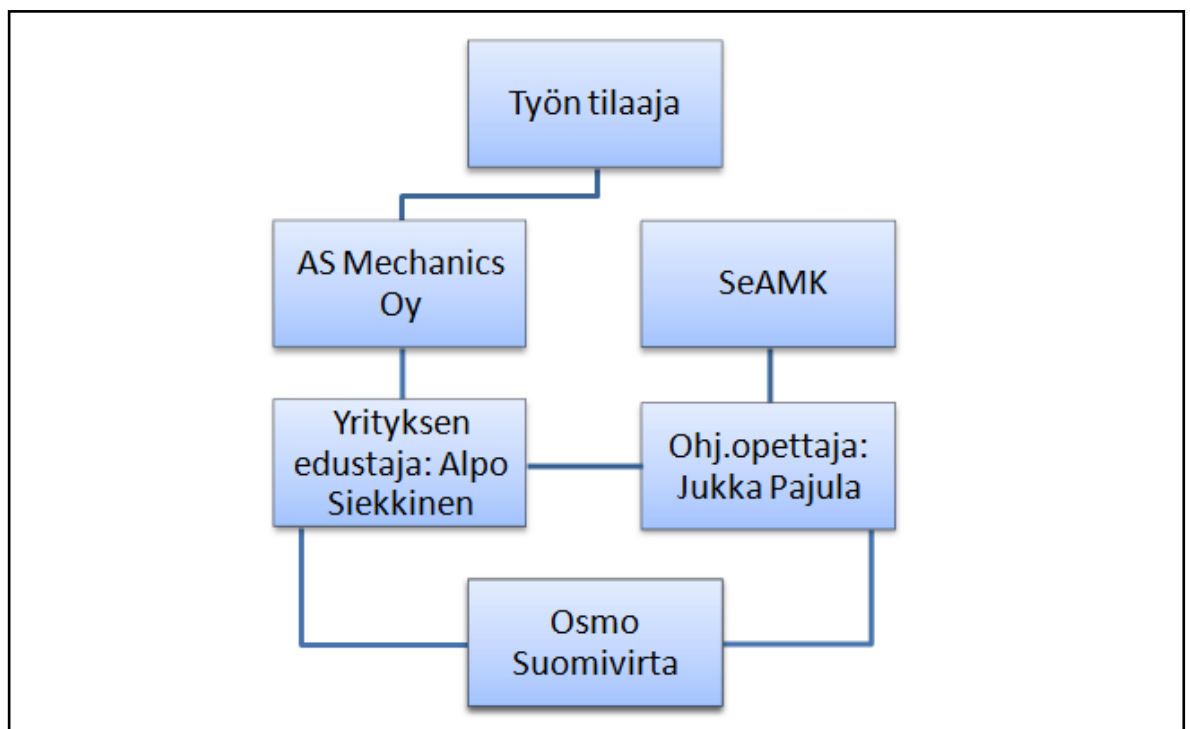 Työn tilaaja
AS Mechanics
Oy
SeAMK
Yrityksen
edustaja: Alpo
Siekkinen
Ohj.opettaja:
Jukka Pajula
Osmo
Suomivirta